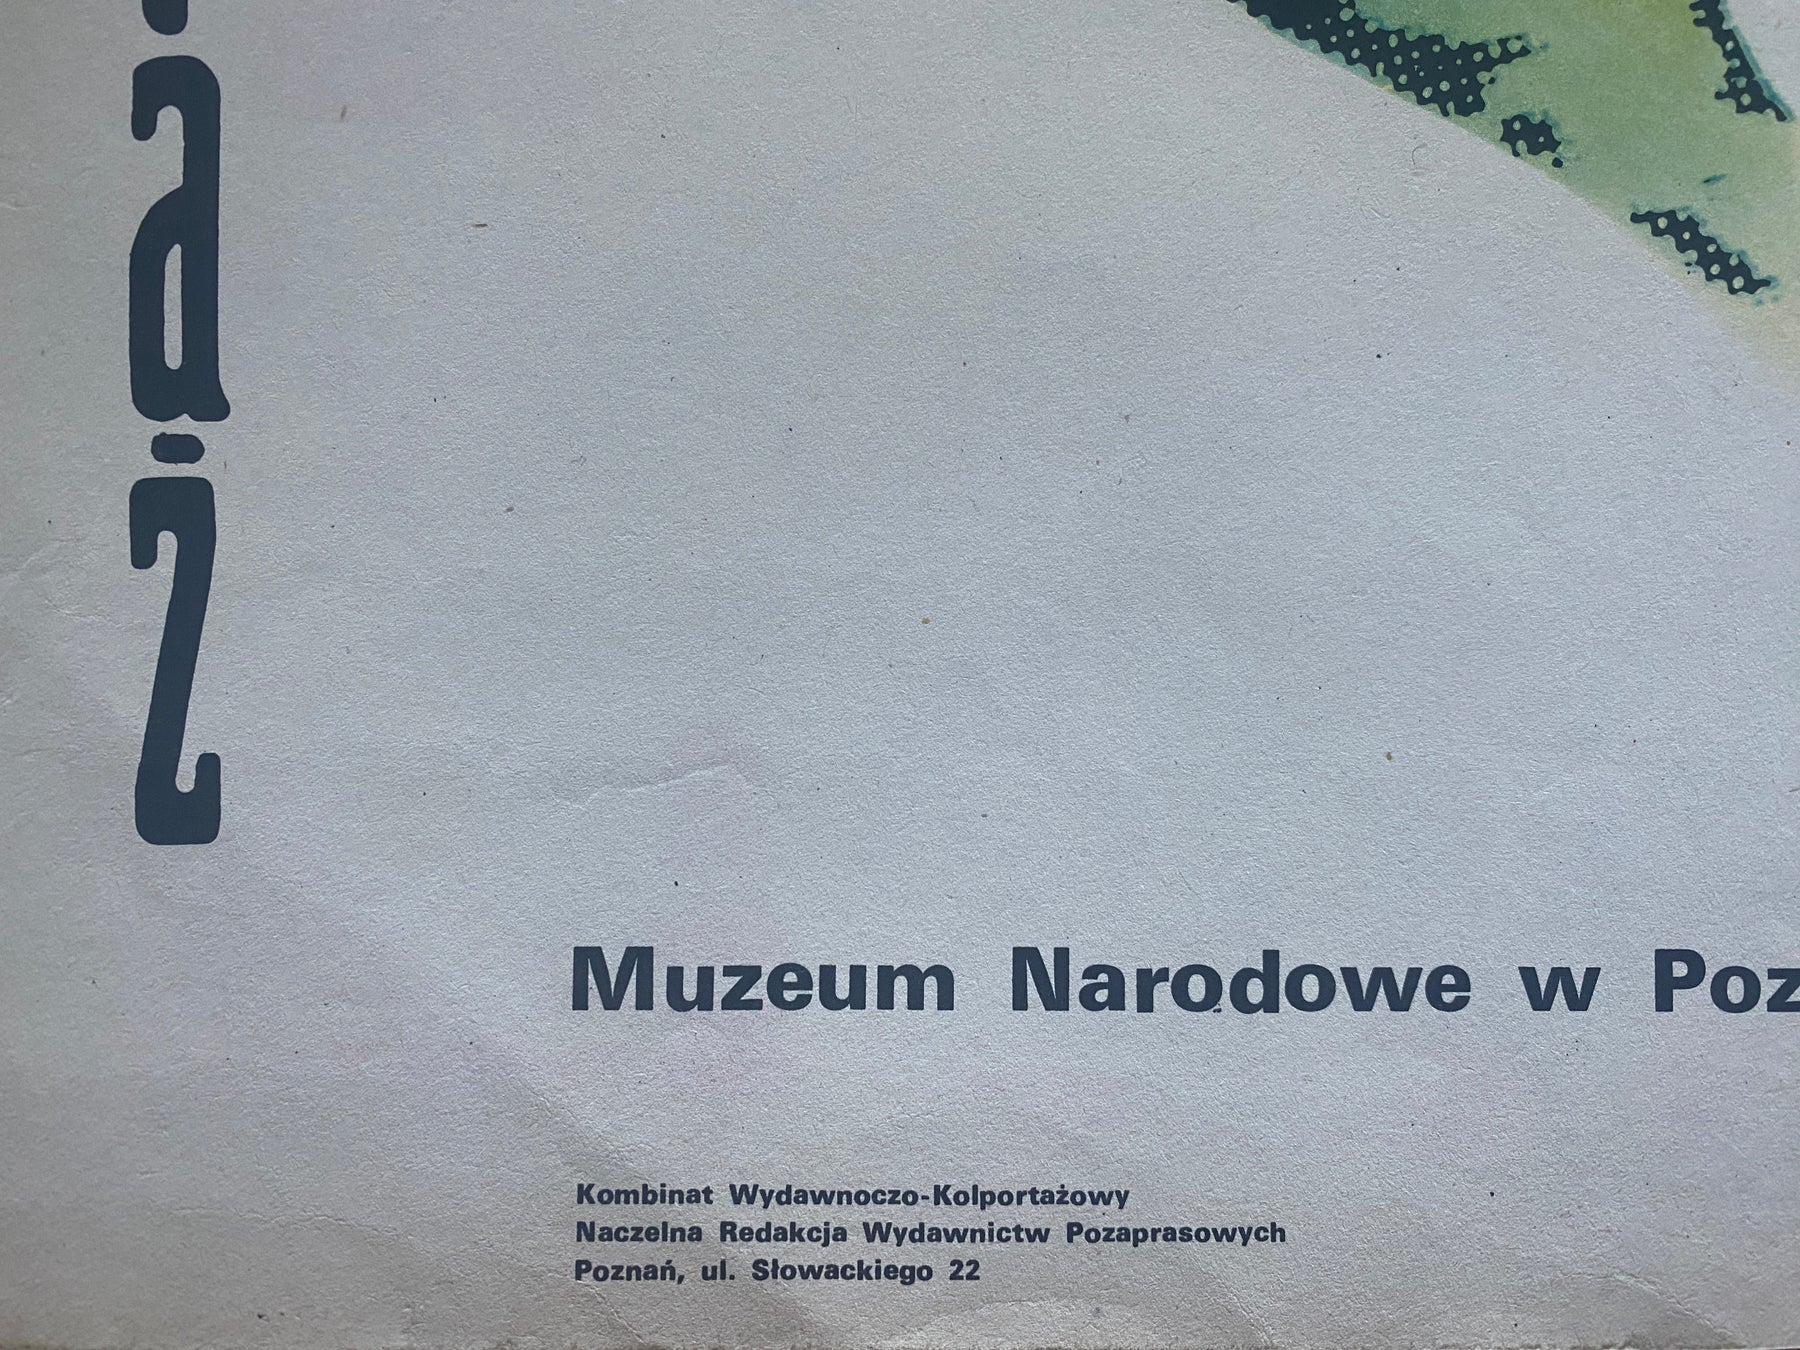 a
ż
Muzeum Narodowe w Poz
Kombinat Wydawnoczo-Kolportażowy
Naczelna Redakcja Wydawnictw Pozaprasowych
Poznań, ul. Słowackiego 22